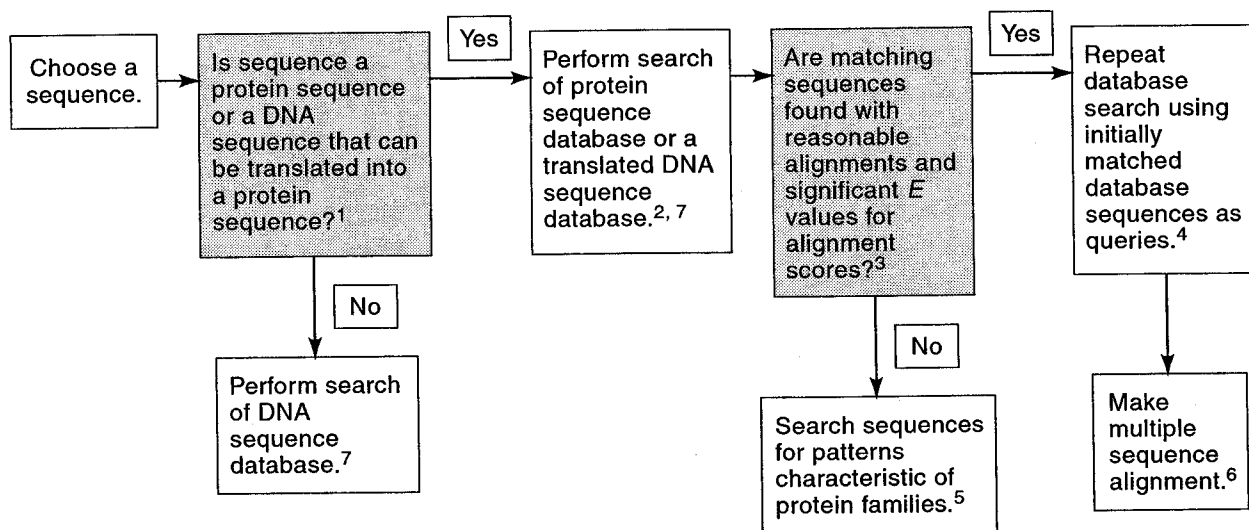 Choose a
sequence.
Is sequence a
protein sequence
or a DNA
sequence that can
be translated into
a protein
sequence?1
Yes
Perform search
of protein
sequence
database or a
translated DNA
sequence
database.2, 7
Are matching
sequences
found with
reasonable
alignments and
significant E
values for
alignment
scores?3
Yes
Repeat
database
search using
initially
matched
database
sequences as
queries.4
No
Perform search
of DNA
sequence
database.7
No
Search sequences
for patterns
characteristic of
protein families.5
Make
multiple
sequence
alignment.6